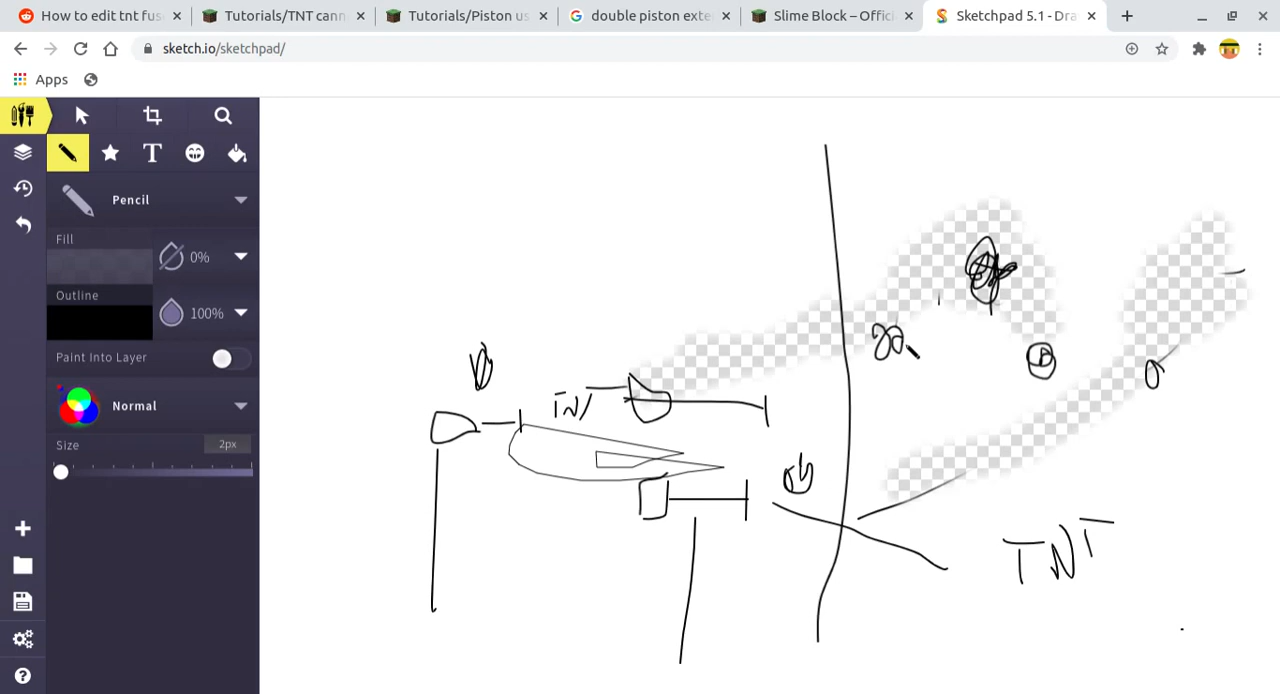 How to edit tnt fus
Tutorials/TNT cann
Tutorials/Piston us
double piston exte
Slime Block – Offici
Sketchpad 5.1 - Dra
sketch.io/sketchpad/
Apps
T
Pencil
Fill
0%
Outline
100%
Paint Into Layer
Normal
Size
2px
TNT
TNT